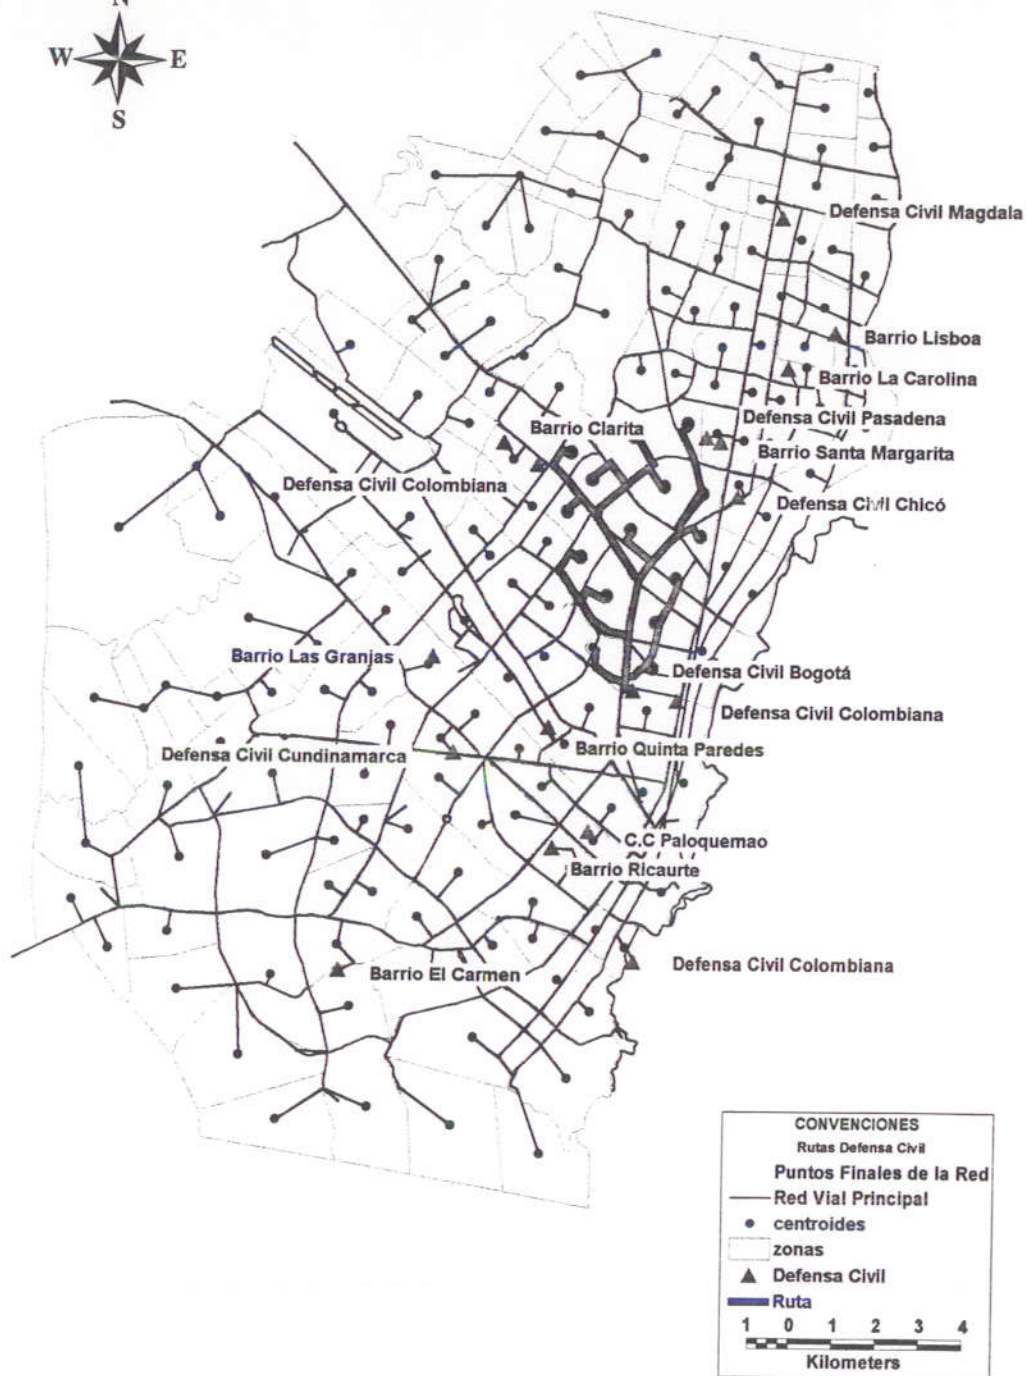 N
W E
S
Defensa Civil Magdala
Barrio Lisboa
Barrio La Carolina
Defensa Civil Pasadena
Barrio Clarita
Barrio Santa Margarita
Defensa Civil Colombiana
Defensa Civil Chicó
Barrio Las Granjas
Defensa Civil Bogotá
Defensa Civil Colombiana
Defensa Civil Cundinamarca
Barrio Quinta Paredes
C.C Paloquemao
Barrio Ricaurte
Barrio El Carmen
Defensa Civil Colombiana
CONVENCIONES
Rutas Defensa Civil
Puntos Finales de la Red
Red Vial Principal
centroides
zonas
Defensa Civil
Ruta
1 0 1 2 3 4
Kilometers